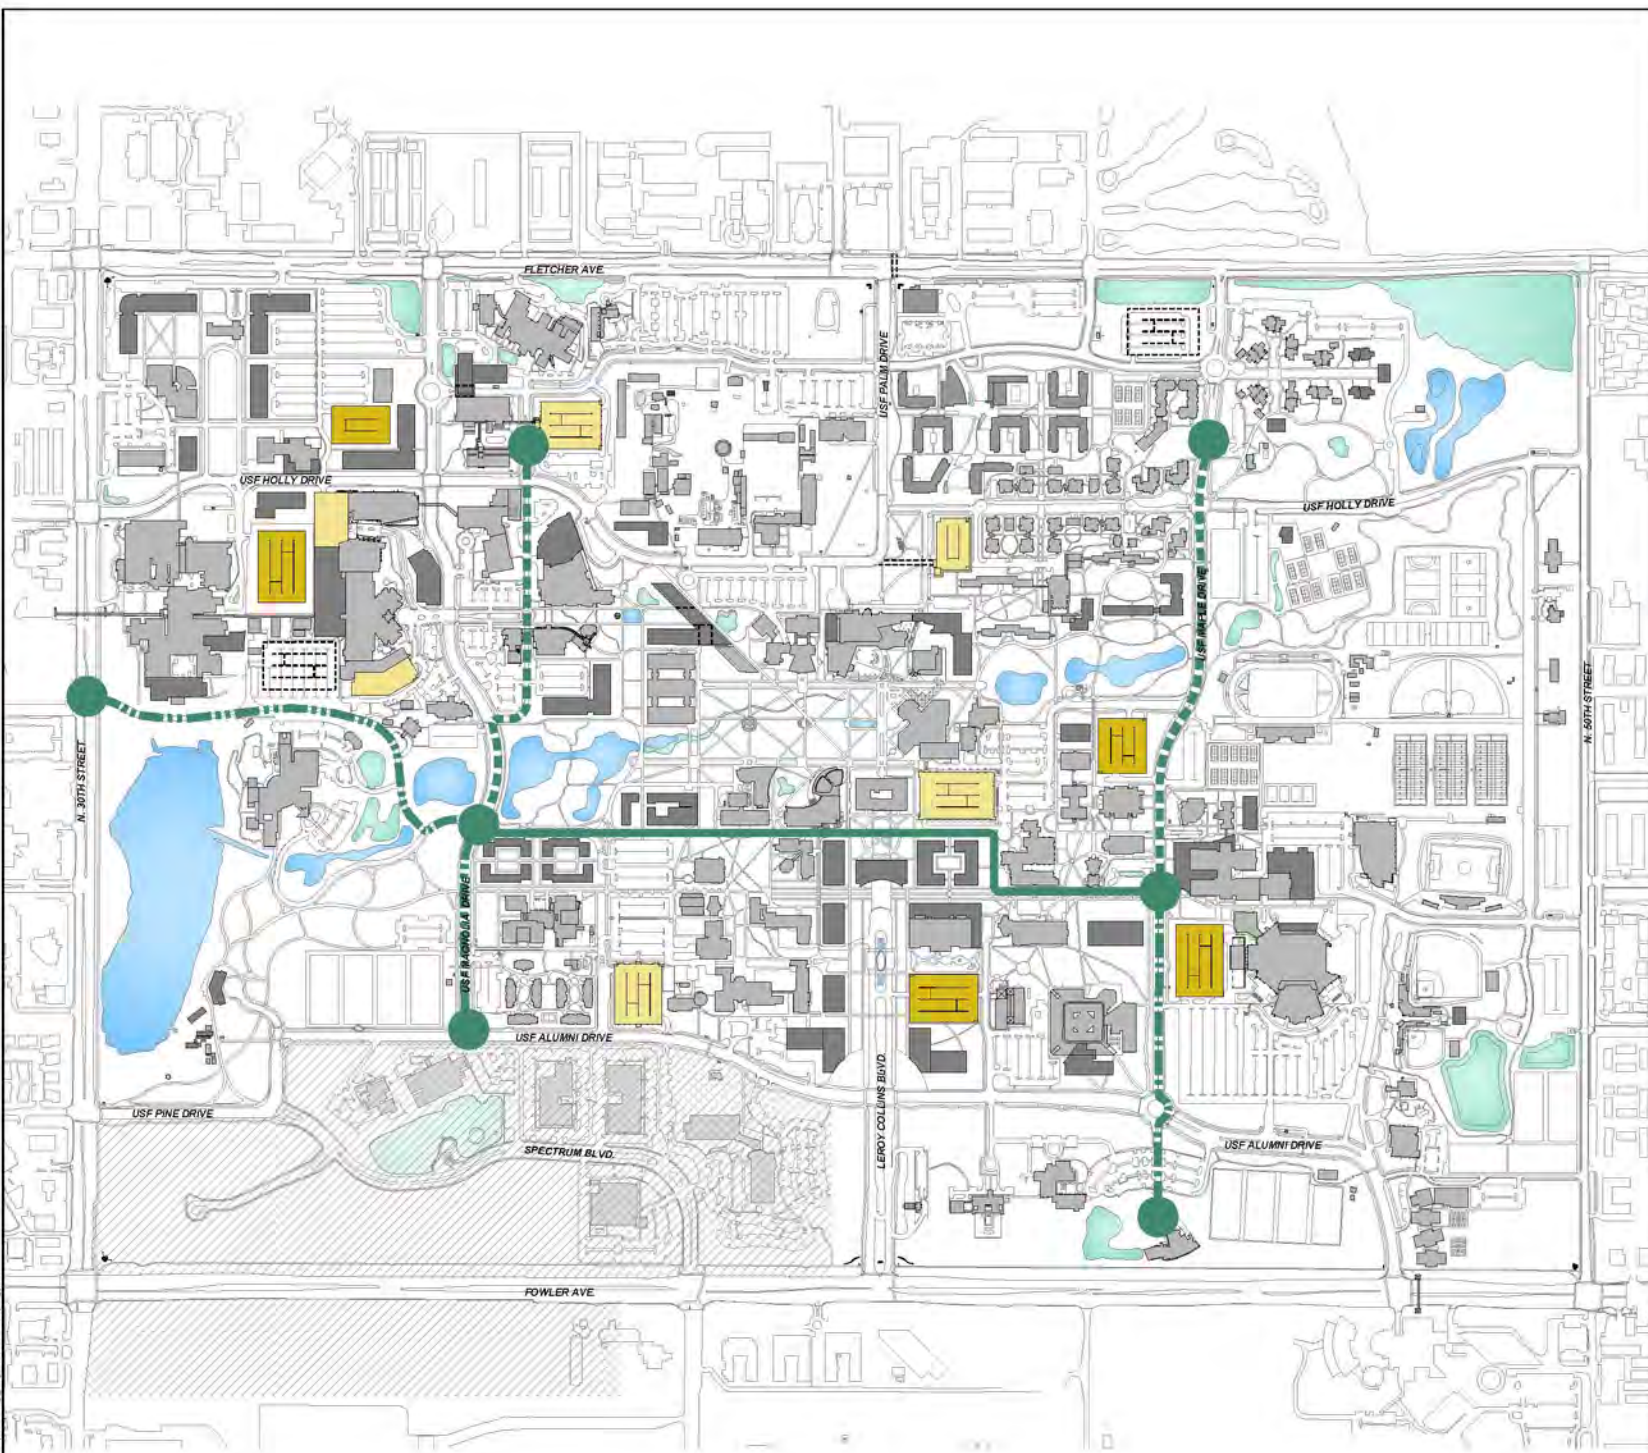 FLETCHER AVE.
USF PALM DRIVE
USF HOLLY DRIVE
USF HOLLY DRIVE
USF MAPLE DRIVE
N. 50TH STREET
N. 30TH STREET
USF MAGNOLIA DRIVE
USF ALUMNI DRIVE
LEROY COLLINS BLVD.
USF PINE DRIVE
SPECTRUM BLVD.
USF ALUMNI DRIVE
FOWLER AVE.